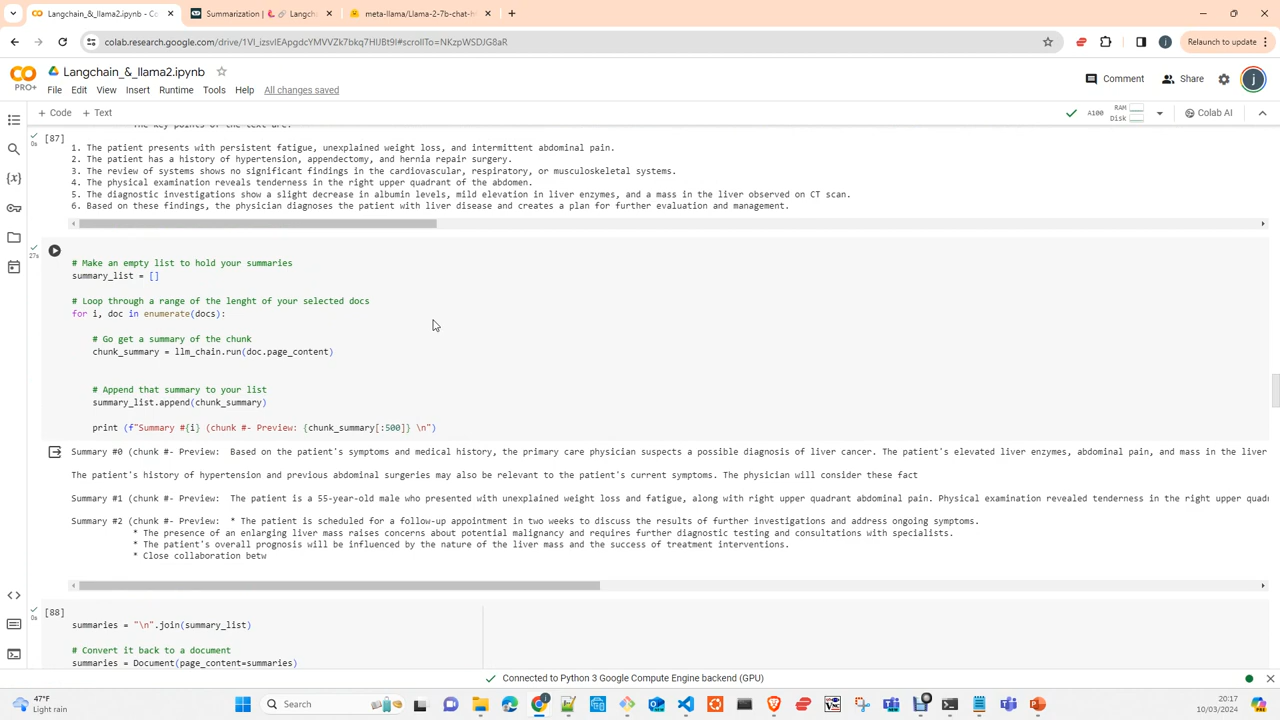 Langchain_&_llama2.ipynb - Co
Summarization | Langch
meta-llama/Llama-2-7b-chat-h
colab.research.google.com/drive/1VI_izsvlEApgdcYMVVZk7bkq7HIJBt9I#scrollTo=NKzpWSDJG8aR
Relaunch to update
Langchain_&_llama2.ipynb
PRO+
File Edit View Insert Runtime Tools Help All changes saved
Comment Share
+ Code + Text
A100 RAM Disk Colab AI
The key points of the text are:
[87]
0s
1. The patient presents with persistent fatigue, unexplained weight loss, and intermittent abdominal pain.
2. The patient has a history of hypertension, appendectomy, and hernia repair surgery.
3. The review of systems shows no significant findings in the cardiovascular, respiratory, or musculoskeletal systems.
4. The physical examination reveals tenderness in the right upper quadrant of the abdomen.
5. The diagnostic investigations show a slight decrease in albumin levels, mild elevation in liver enzymes, and a mass in the liver observed on CT scan.
6. Based on these findings, the physician diagnoses the patient with liver disease and creates a plan for further evaluation and management.
27s
# Make an empty list to hold your summaries
summary_list = []
# Loop through a range of the lenght of your selected docs
for i, doc in enumerate(docs):
# Go get a summary of the chunk
chunk_summary = llm_chain.run(doc.page_content)
# Append that summary to your list
summary_list.append(chunk_summary)
print (f"Summary #{i} (chunk #- Preview: {chunk_summary[:500]} \n")
Summary #0 (chunk #- Preview:  Based on the patient's symptoms and medical history, the primary care physician suspects a possible diagnosis of liver cancer. The patient's elevated liver enzymes, abdominal pain, and mass in the liver
The patient's history of hypertension and previous abdominal surgeries may also be relevant to the patient's current symptoms. The physician will consider these fact
Summary #1 (chunk #- Preview:  The patient is a 55-year-old male who presented with unexplained weight loss and fatigue, along with right upper quadrant abdominal pain. Physical examination revealed tenderness in the right upper quad
Summary #2 (chunk #- Preview:  * The patient is scheduled for a follow-up appointment in two weeks to discuss the results of further investigations and address ongoing symptoms.
* The presence of an enlarging liver mass raises concerns about potential malignancy and requires further diagnostic testing and consultations with specialists.
* The patient's overall prognosis will be influenced by the nature of the liver mass and the success of treatment interventions.
* Close collaboration betw
[88]
0s
summaries = "\n".join(summary_list)
# Convert it back to a document
summaries = Document(page_content=summaries)
Connected to Python 3 Google Compute Engine backend (GPU)
47°F
Light rain
Search
20:17
10/03/2024